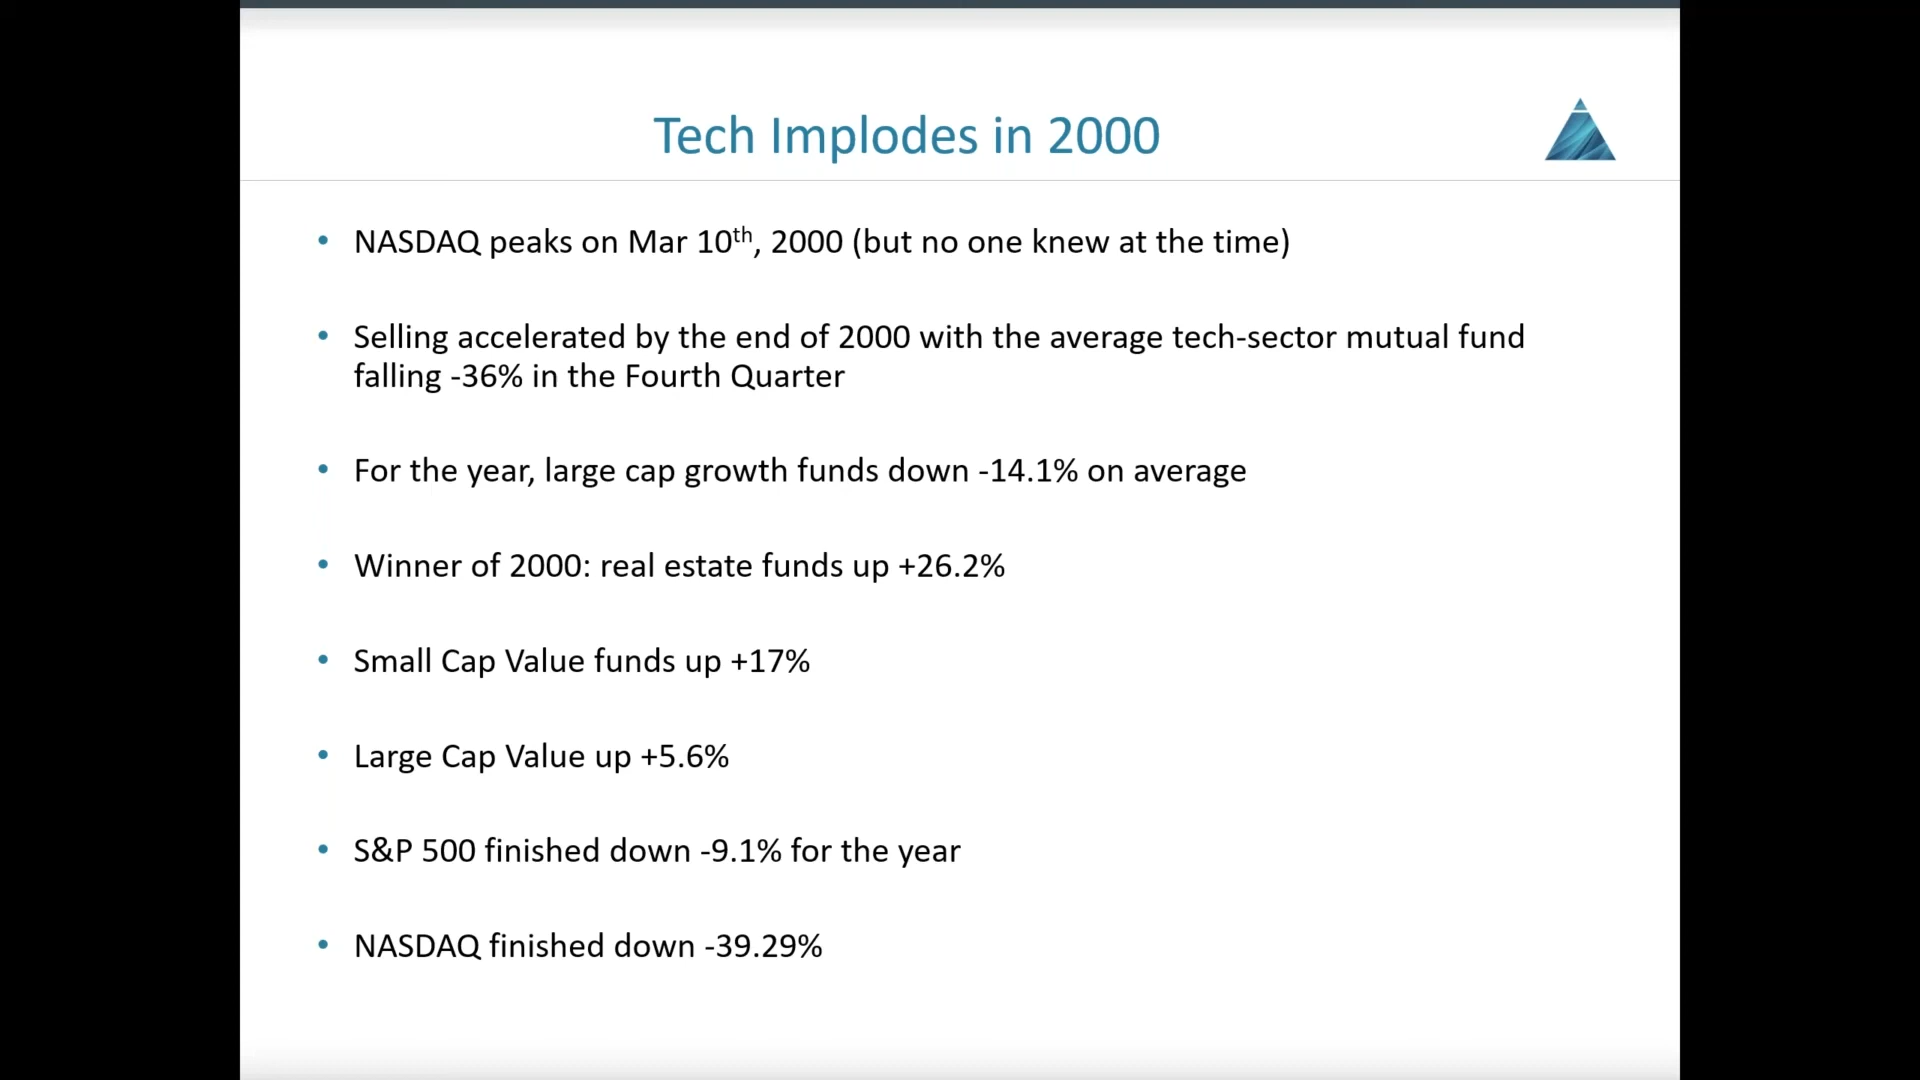 Tech Implodes in 2000
• NASDAQ peaks on Mar 10th, 2000 (but no one knew at the time)
• Selling accelerated by the end of 2000 with the average tech-sector mutual fund
falling -36% in the Fourth Quarter
• For the year, large cap growth funds down -14.1% on average
• Winner of 2000: real estate funds up +26.2%
• Small Cap Value funds up +17%
• Large Cap Value up +5.6%
• S&P 500 finished down -9.1% for the year
• NASDAQ finished down -39.29%